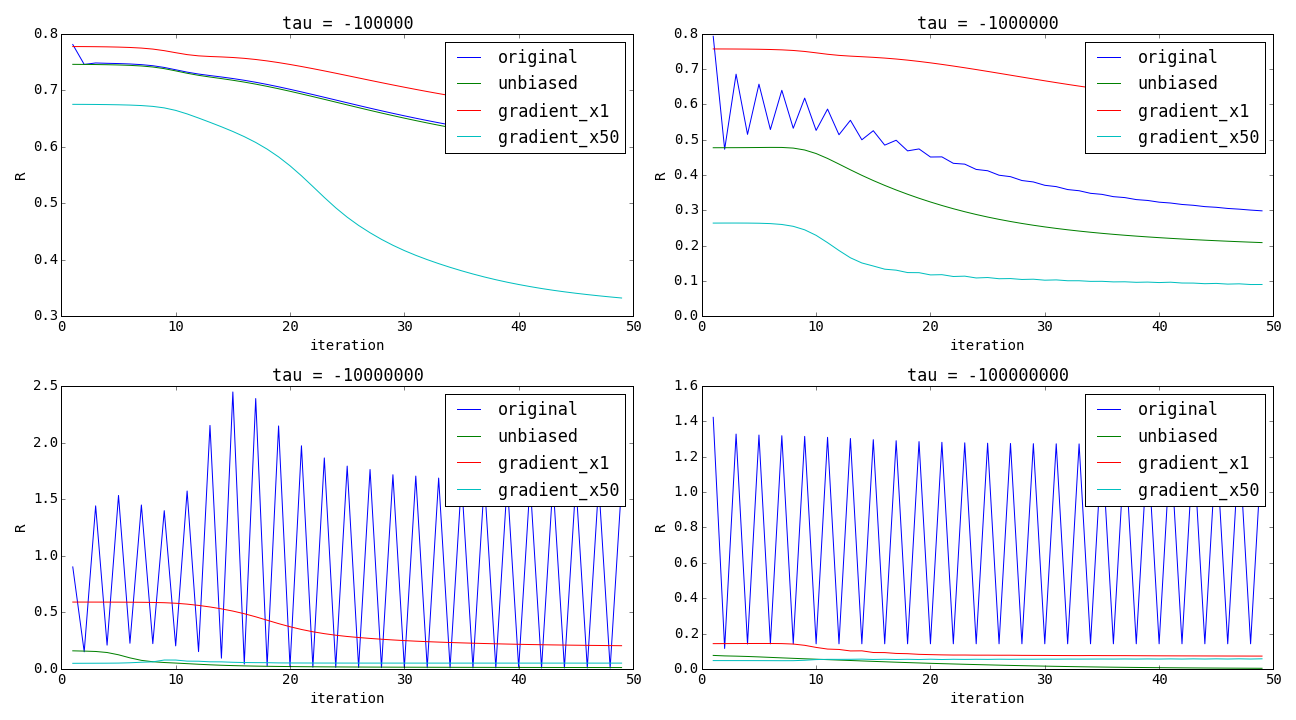 tau = -100000
0.8
0.7
0.6
0.5
0.4
0.3
R
original
unbiased
gradient_x1
gradient_x50
0 10 20 30 40 50
iteration
tau = -1000000
0.8
0.7
0.6
0.5
0.4
0.3
0.2
0.1
0.0
R
original
unbiased
gradient_x1
gradient_x50
0 10 20 30 40 50
iteration
tau = -10000000
2.5
2.0
1.5
1.0
0.5
0.0
R
original
unbiased
gradient_x1
gradient_x50
0 10 20 30 40 50
iteration
tau = -100000000
1.6
1.4
1.2
1.0
0.8
0.6
0.4
0.2
0.0
R
original
unbiased
gradient_x1
gradient_x50
0 10 20 30 40 50
iteration